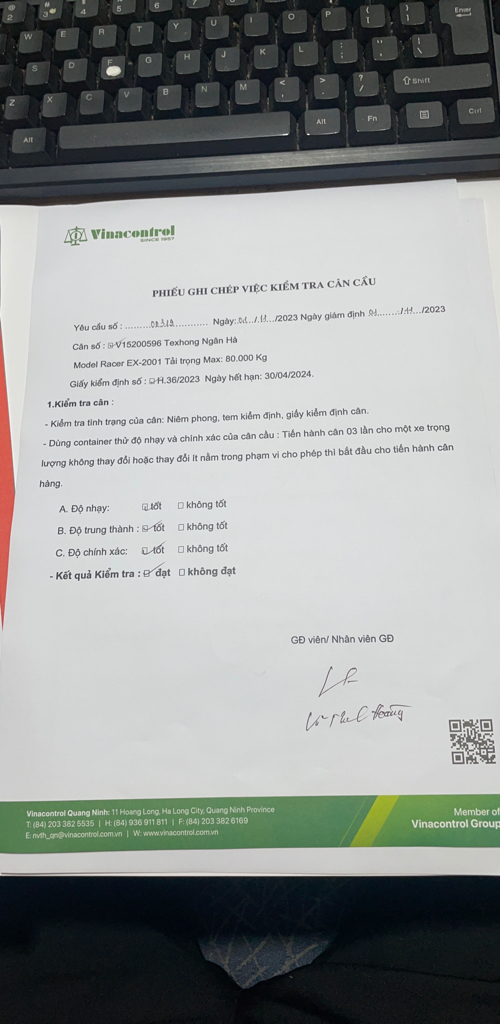 Vinacontrol
SINCE 1957
PHIẾU GHI CHÉP VIỆC KIỂM TRA CÂN CẨU
Yêu cầu số : ................ Ngày: ...../11.../2023 Ngày giám định ......../11.../2023
Cân số : ☑V15200596 Texhong Ngân Hà
Model Racer EX-2001 Tải trọng Max: 80.000 Kg
Giấy kiểm định số : ☑H.36/2023 Ngày hết hạn: 30/04/2024.
1.Kiểm tra cân :
- Kiểm tra tình trạng của cân: Niêm phong, tem kiểm định, giấy kiểm định cân.
- Dùng container thử độ nhạy và chính xác của cân cẩu : Tiến hành cân 03 lần cho một xe trọng
lượng không thay đổi hoặc thay đổi ít nằm trong phạm vi cho phép thì bắt đầu cho tiến hành cân
hàng.
A. Độ nhạy: ☑ tốt ☐ không tốt
B. Độ trung thành : ☑ tốt ☐ không tốt
C. Độ chính xác: ☑ tốt ☐ không tốt
- Kết quả Kiểm tra : ☑ đạt ☐ không đạt
GĐ viên/ Nhân viên GĐ
Hoàng
Vinacontrol Quang Ninh: 11 Hoang Long, Ha Long City, Quang Ninh Province
T: (84) 203 382 5535 | H: (84) 936 911 811 | F: (84) 203 382 6169
E: nvth_qn@vinacontrol.com.vn | W: www.vinacontrol.com.vn
Member of
Vinacontrol Group